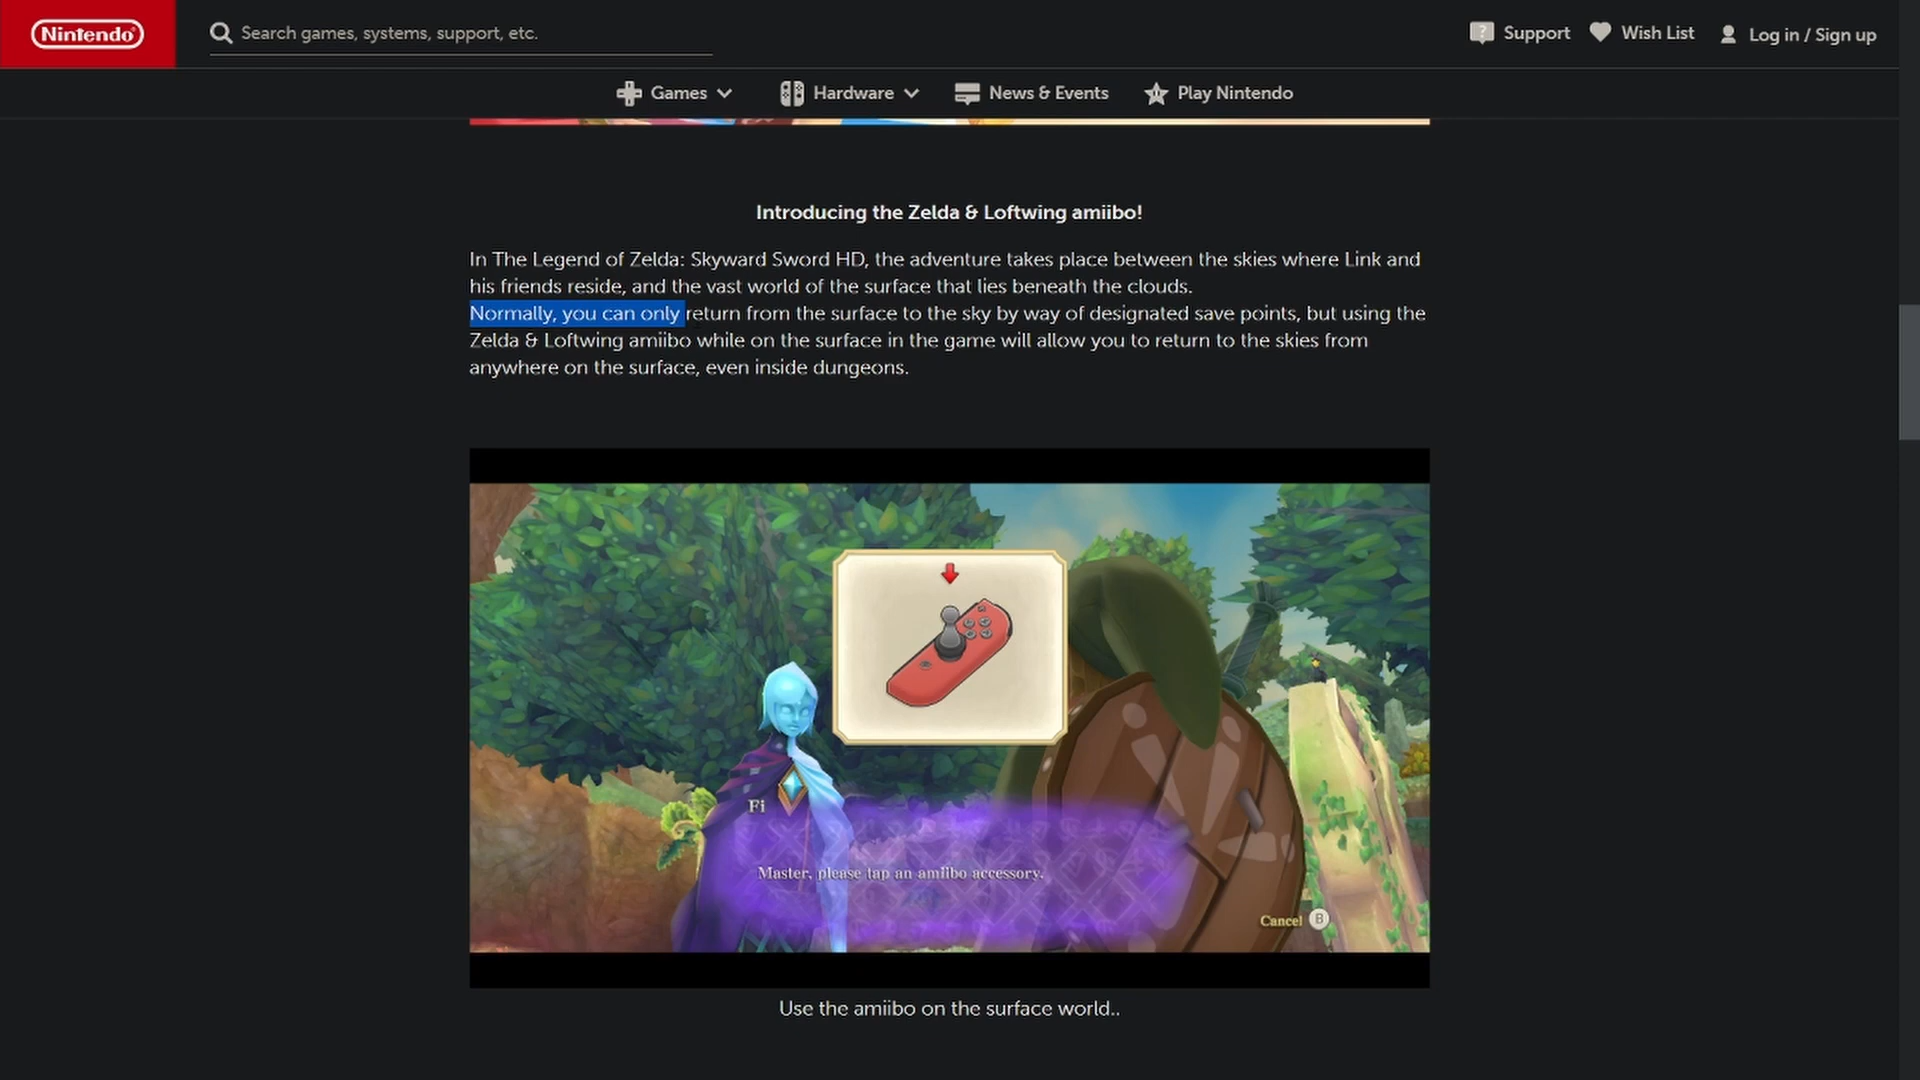 Nintendo
Search games, systems, support, etc.
Support
Wish List
Log in / Sign up
Games
Hardware
News & Events
Play Nintendo
Introducing the Zelda & Loftwing amiibo!
In The Legend of Zelda: Skyward Sword HD, the adventure takes place between the skies where Link and
his friends reside, and the vast world of the surface that lies beneath the clouds.
Normally, you can only return from the surface to the sky by way of designated save points, but using the
Zelda & Loftwing amiibo while on the surface in the game will allow you to return to the skies from
anywhere on the surface, even inside dungeons.
Fi
Master, please tap an amiibo accessory.
Cancel B
Use the amiibo on the surface world..